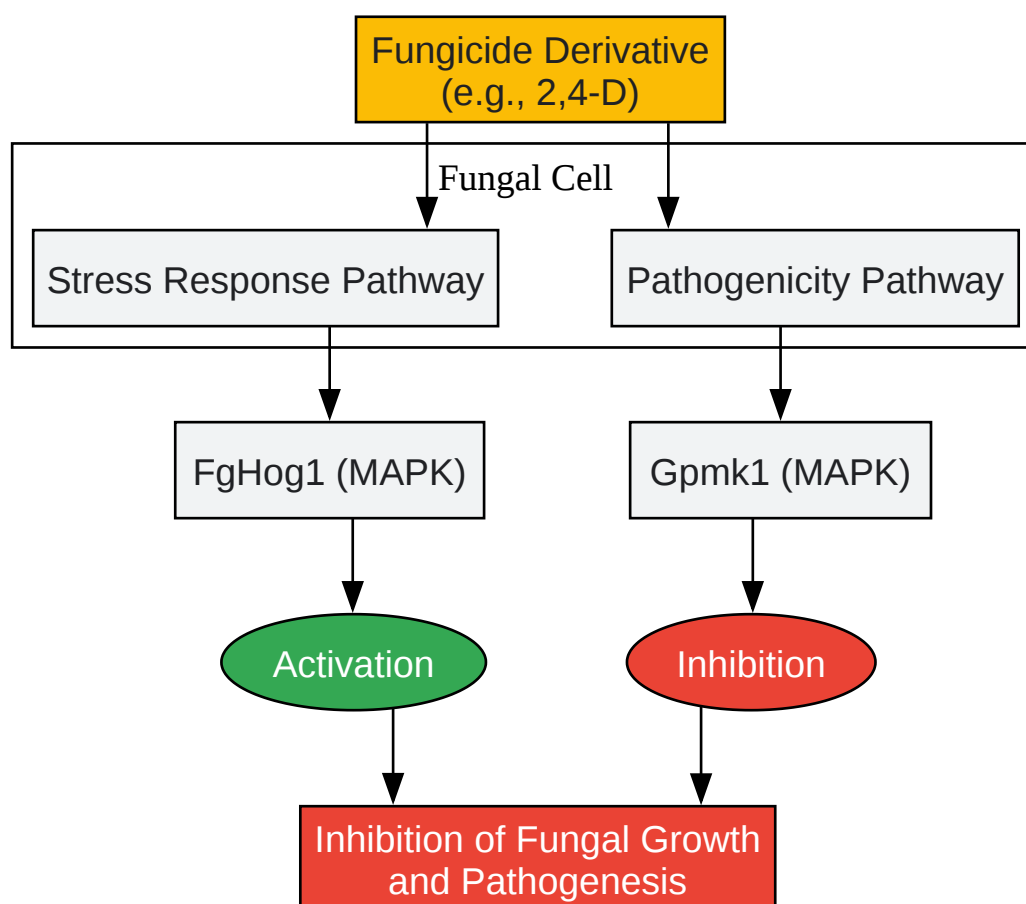 Fungicide Derivative
(e.g., 2,4-D)
Fungal Cell
Stress Response Pathway
Pathogenicity Pathway
FgHog1 (MAPK)
Gpmk1 (MAPK)
Activation
Inhibition
Inhibition of Fungal Growth
and Pathogenesis